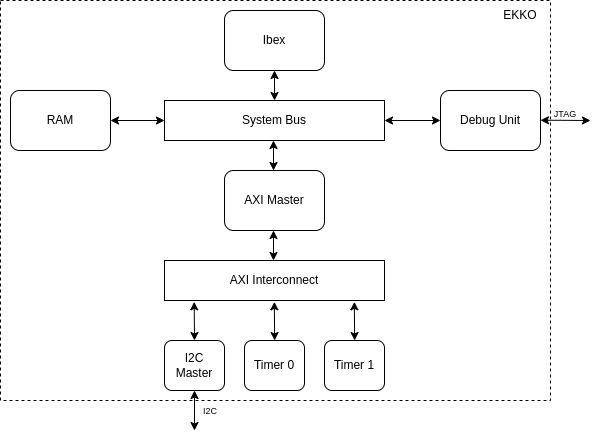 EKKO
Ibex
RAM
System Bus
Debug Unit
JTAG
AXI Master
AXI Interconnect
I2C
Master
Timer 0
Timer 1
I2C